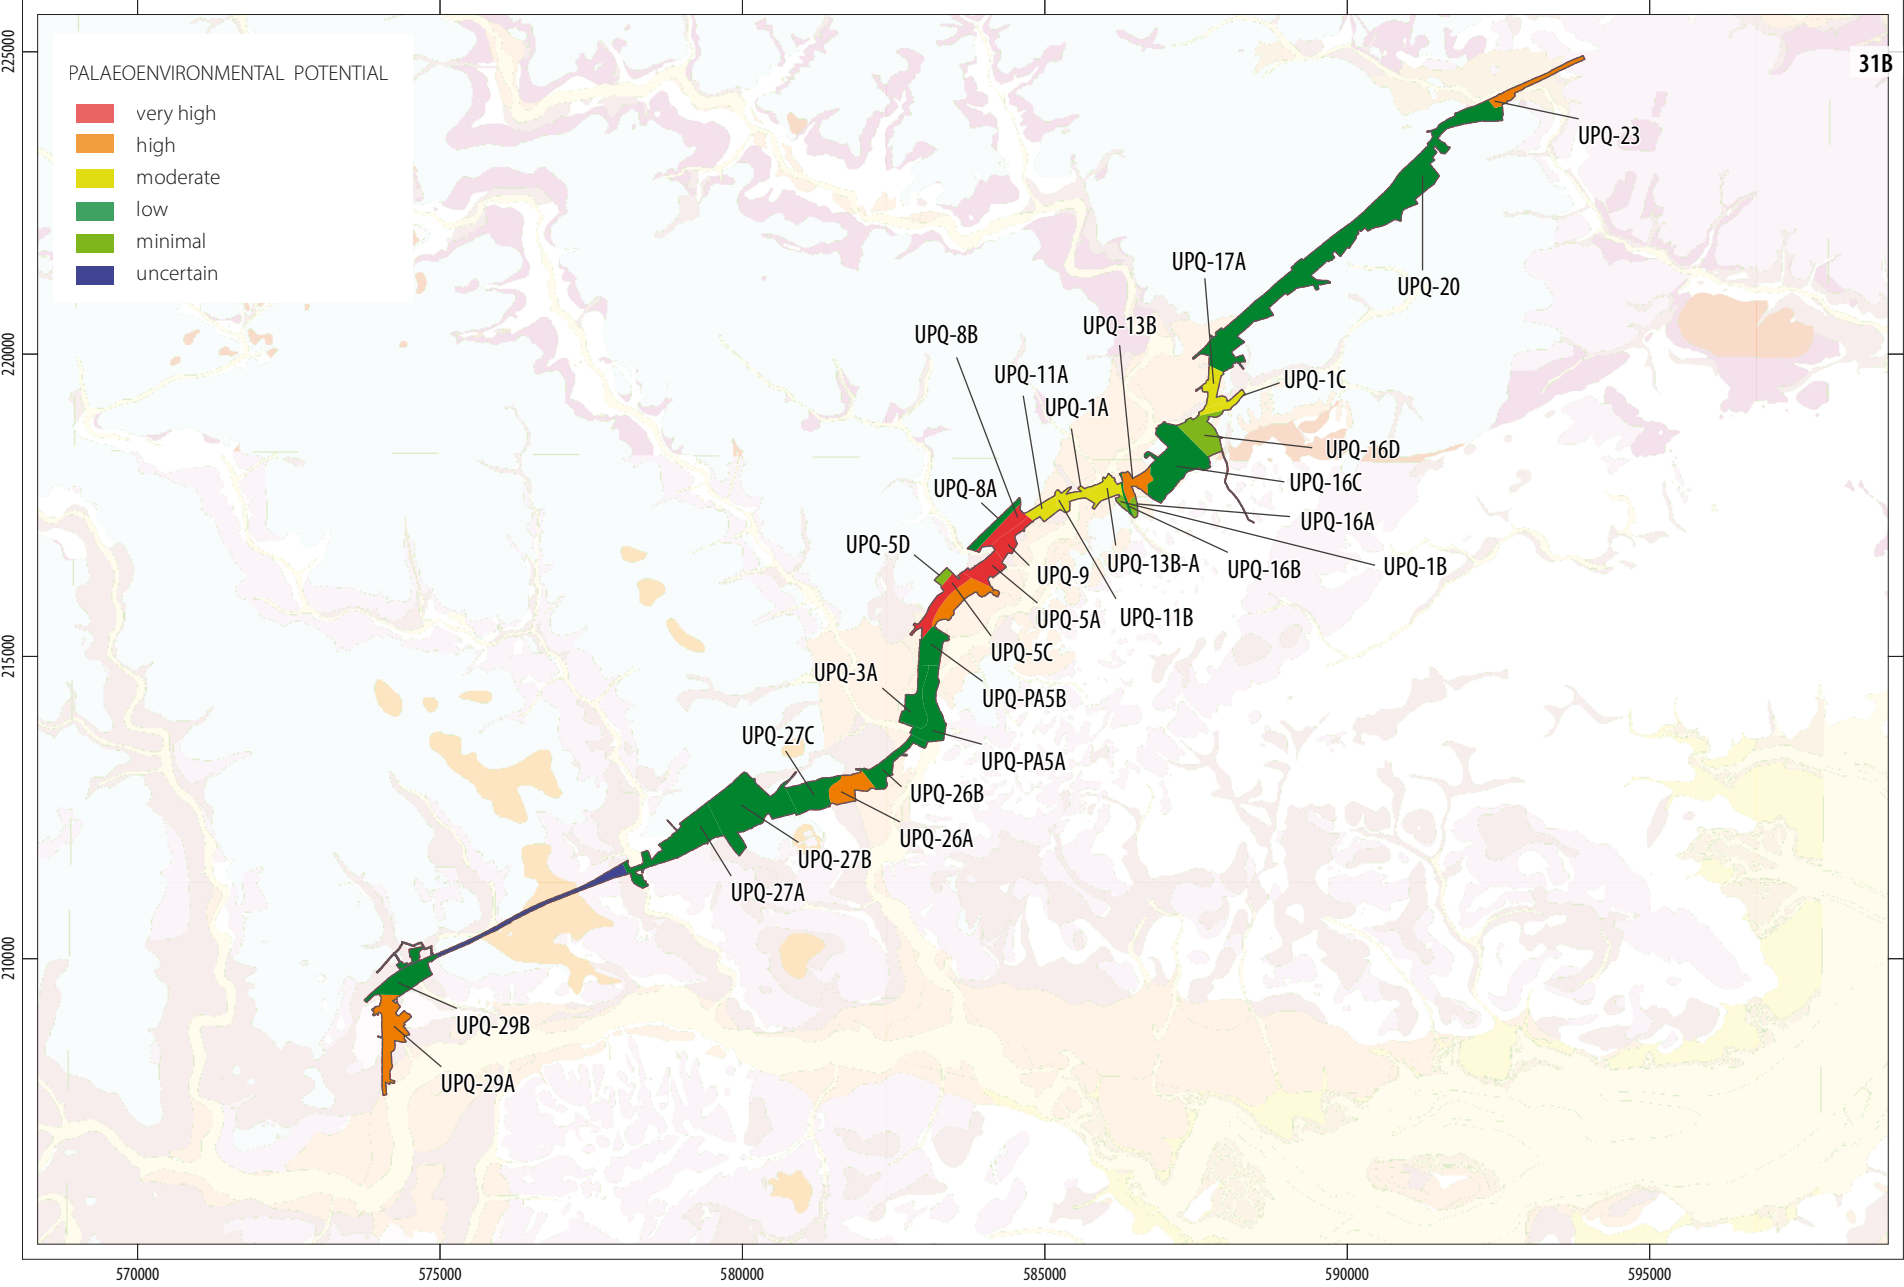 PALAEOENVIRONMENTAL POTENTIAL
very high
high
moderate
low
minimal
uncertain
31B
UPQ-23
UPQ-20
UPQ-17A
UPQ-13B
UPQ-8B
UPQ-11A
UPQ-1A
UPQ-1C
UPQ-16D
UPQ-16C
UPQ-8A
UPQ-16A
UPQ-5D
UPQ-13B-A
UPQ-16B
UPQ-1B
UPQ-9
UPQ-5A
UPQ-11B
UPQ-5C
UPQ-3A
UPQ-PA5B
UPQ-27C
UPQ-PA5A
UPQ-26B
UPQ-26A
UPQ-27B
UPQ-27A
UPQ-29B
UPQ-29A
225000
220000
215000
210000
570000
575000
580000
585000
590000
595000